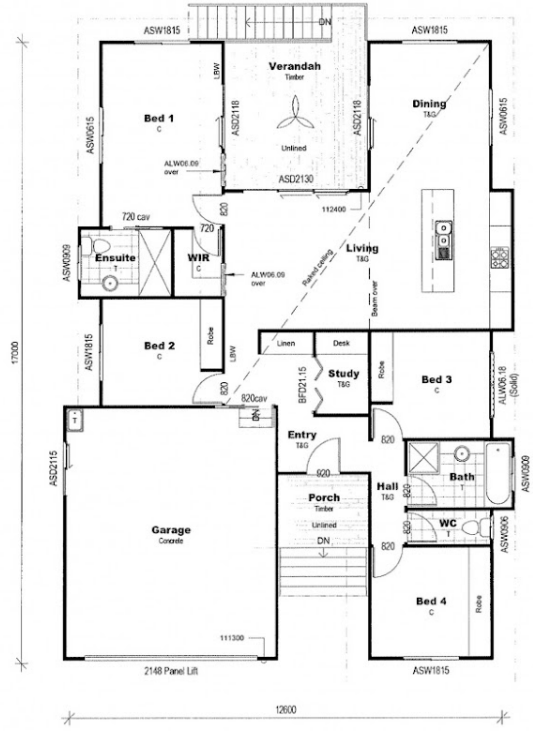 DN
ASW1815
ASW1815
LBW
Verandah
Timber
Unlined
Bed 1
C
ASW0615
ASD2118
ASD2118
Dining
T&G
ASW0615
ALW06.09
over
ASD2130
820
112400
720 cav
720
Ensuite
T
ASW0909
WIR
C
ALW06.09
over
Living
T&G
Raked ceiling
Beam over
Bed 2
C
ASW1815
Robe
LBW
820
820cav
DN
Linen
Desk
BFD21.15
Study
T&G
Robe
Bed 3
C
ALW06.18
(Solid)
17000
T
ASD2115
Entry
T&G
820
920
Hall
T&G
820
Bath
T
ASW0909
Porch
Timber
Unlined
DN
820
WC
T
ASW0906
820
Garage
Concrete
Bed 4
C
Robe
111300
2148 Panel Lift
ASW1815
12600